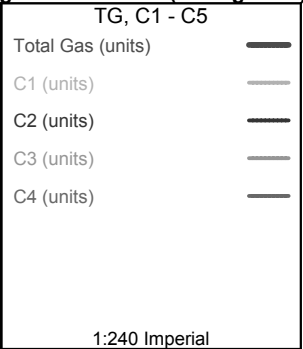 TG, C1 - C5
Total Gas (units)
C1 (units)
C2 (units)
C3 (units)
C4 (units)
1:240 Imperial